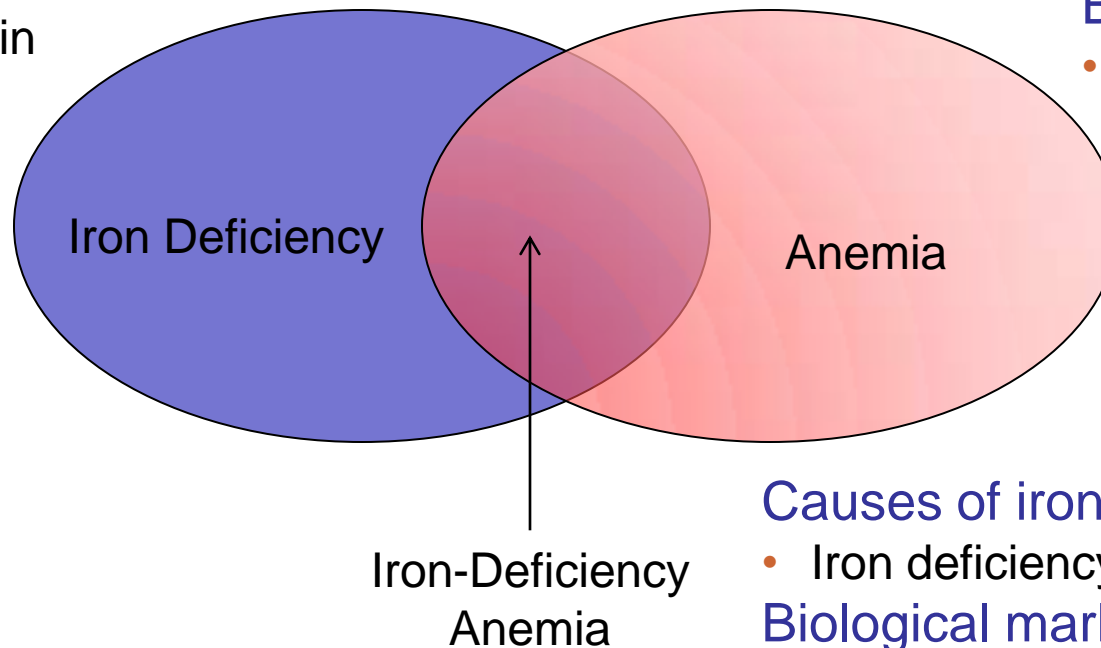 in
Iron Deficiency
Anemia
Iron-Deficiency
Anemia
Causes of iron
• Iron deficiency
Biological mar